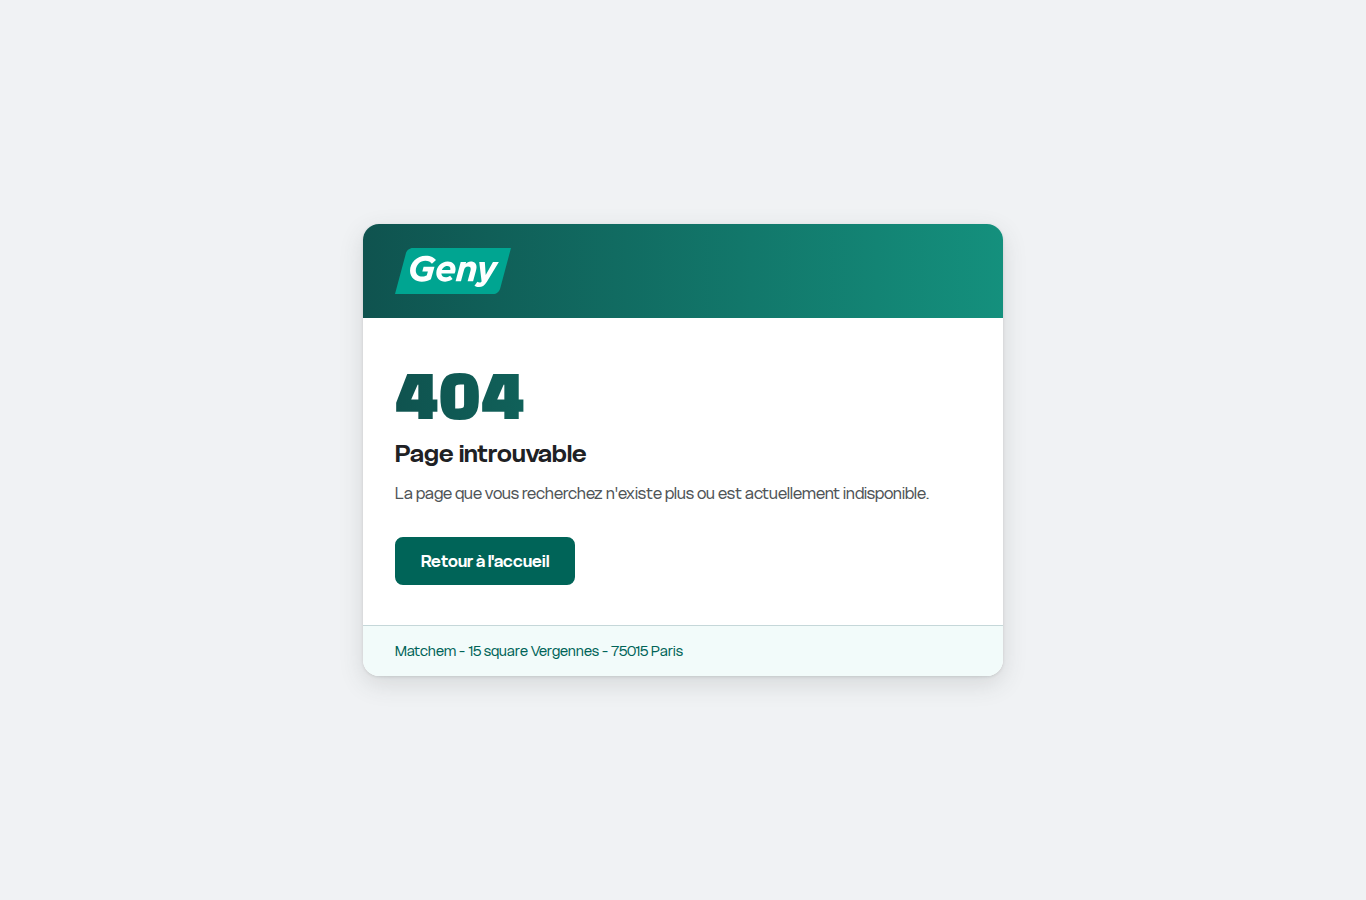 Geny
404
Page introuvable
La page que vous recherchez n'existe plus ou est actuellement indisponible.
Retour à l'accueil
Matchem - 15 square Vergennes - 75015 Paris